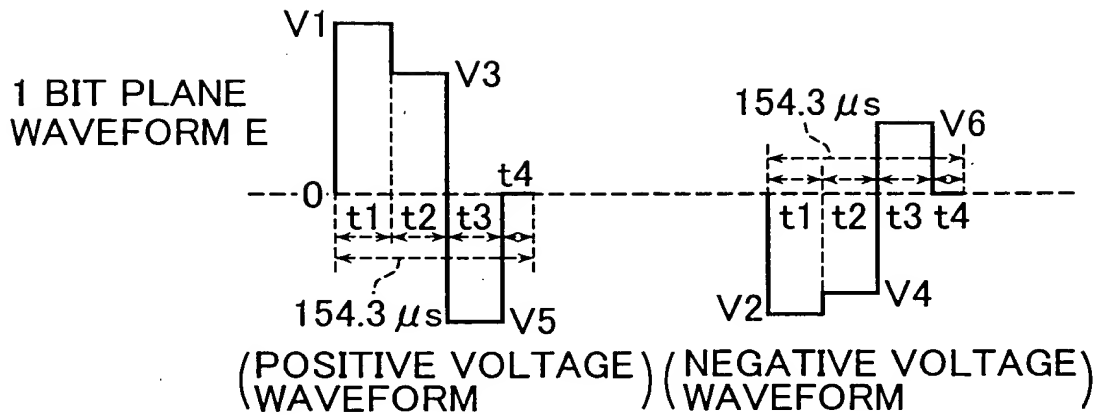 1 BIT PLANE
WAVEFORM E
V1
V3
0
t1
t2
t3
t4
154.3 μs
V5
(POSITIVE VOLTAGE
WAVEFORM)
154.3 μs
V6
t1
t2
t3
t4
V2
V4
(NEGATIVE VOLTAGE
WAVEFORM)